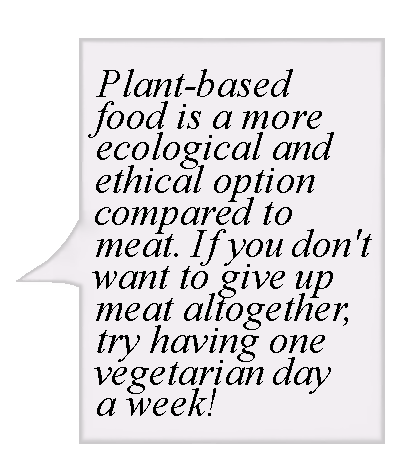 Plant-based
food is a more
ecological and
ethical option
compared to
meat. If you don't
want to give up
meat altogether,
try having one
vegetarian day
a week!